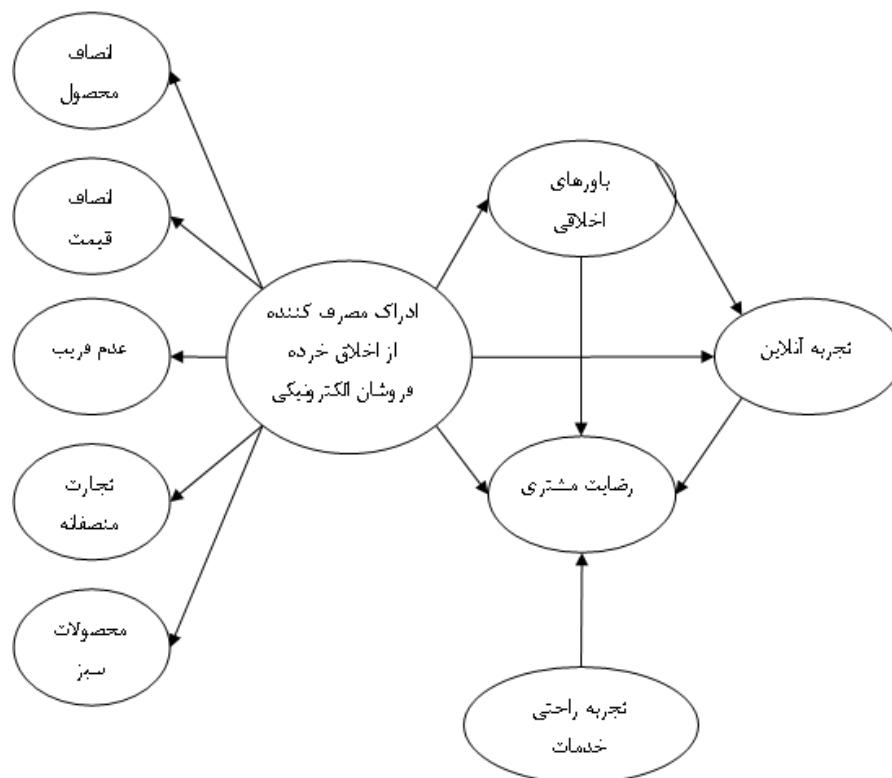 انصاف
محصول
انصاف
قیمت
عدم فریب
تجارت
منصفانه
محصولات
سبز
ادراک مصرف کننده
از اخلاق خرده
فروشان الکترونیکی
باورهای
اخلاقی
تجربه آنلاین
رضایت مشتری
تجربه راحتی
خدمات